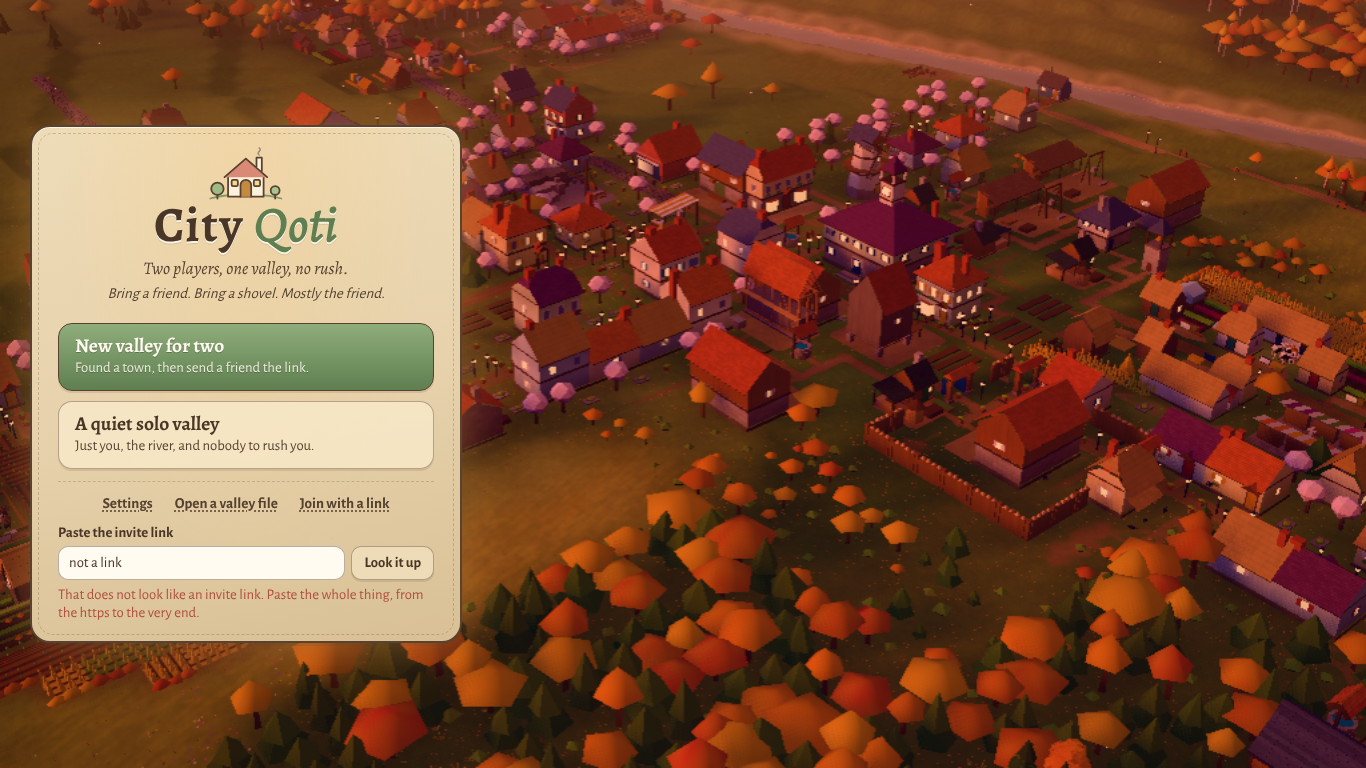 City Qoti
Two players, one valley, no rush.
Bring a friend. Bring a shovel. Mostly the friend.
New valley for two
Found a town, then send a friend the link.
A quiet solo valley
Just you, the river, and nobody to rush you.
Settings Open a valley file Join with a link
Paste the invite link
not a link Look it up
That does not look like an invite link. Paste the whole thing, from
the https to the very end.